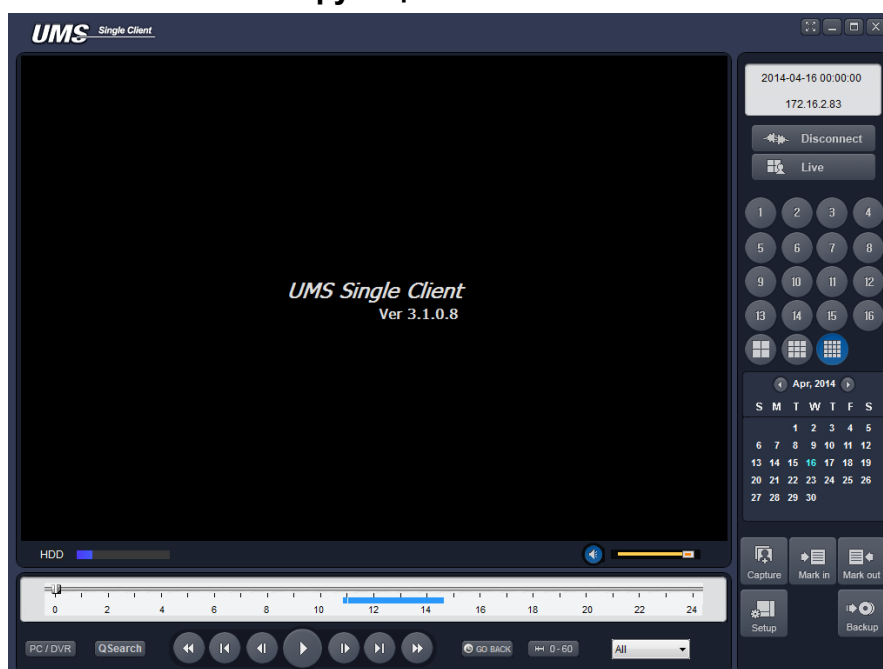 UMS Single Client
2014-04-16 00:00:00
172.16.2.83
Disconnect
Live
1 2 3 4
5 6 7 8
9 10 11 12
13 14 15 16
UMS Single Client
Ver 3.1.0.8
Apr, 2014
S M T W T F S
1 2 3 4 5
6 7 8 9 10 11 12
13 14 15 16 17 18 19
20 21 22 23 24 25 26
27 28 29 30
HDD
Capture Mark in Mark out
0 2 4 6 8 10 12 14 16 18 20 22 24
Setup Backup
PC / DVR QSearch GO BACK 0 - 60 All